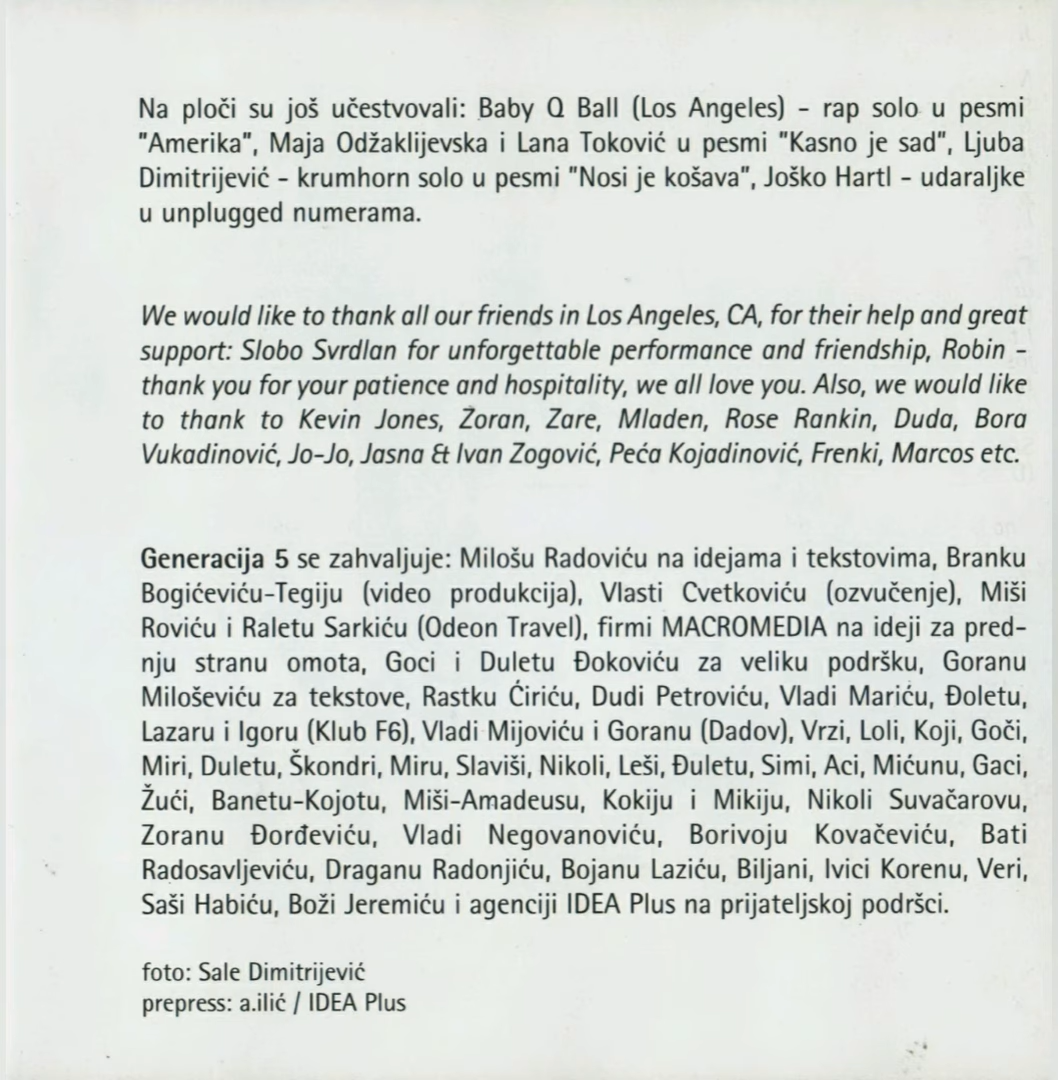 Na ploči su još učestvovali: Baby Q Ball (Los Angeles) - rap solo u pesmi
"Amerika", Maja Odžaklijevska i Lana Toković u pesmi "Kasno je sad", Ljuba
Dimitrijević - krumhorn solo u pesmi "Nosi je košava", Joško Hartl - udaraljke
u unplugged numerama.
We would like to thank all our friends in Los Angeles, CA, for their help and great
support: Slobo Svrdlan for unforgettable performance and friendship, Robin -
thank you for your patience and hospitality, we all love you. Also, we would like
to thank to Kevin Jones, Zoran, Zare, Mladen, Rose Rankin, Duda, Bora
Vukadinović, Jo-Jo, Jasna & Ivan Zogović, Peća Kojadinović, Frenki, Marcos etc.
Generacija 5 se zahvaljuje: Milošu Radoviću na idejama i tekstovima, Branku
Bogićeviću-Tegiju (video produkcija), Vlasti Cvetkoviću (ozvučenje), Miši
Roviću i Raletu Sarkiću (Odeon Travel), firmi MACROMEDIA na ideji za pred-
nju stranu omota, Goci i Duletu Đokoviću za veliku podršku, Goranu
Miloševiću za tekstove, Rastku Ćiriću, Dudi Petroviću, Vladi Mariću, Đoletu,
Lazaru i Igoru (Klub F6), Vladi Mijoviću i Goranu (Dadov), Vrzi, Loli, Koji, Goči,
Miri, Duletu, Škondri, Miru, Slaviši, Nikoli, Leši, Đuletu, Simi, Aci, Mićunu, Gaci,
Žući, Banetu-Kojotu, Miši-Amadeusu, Kokiju i Mikiju, Nikoli Suvačarovu,
Zoranu Đorđeviću, Vladi Negovanoviću, Borivoju Kovačeviću, Bati
Radosavljeviću, Draganu Radonjiću, Bojanu Laziću, Biljani, Ivici Korenu, Veri,
Saši Habiću, Boži Jeremiću i agenciji IDEA Plus na prijateljskoj podršci.
foto: Sale Dimitrijević
prepress: a.ilić / IDEA Plus